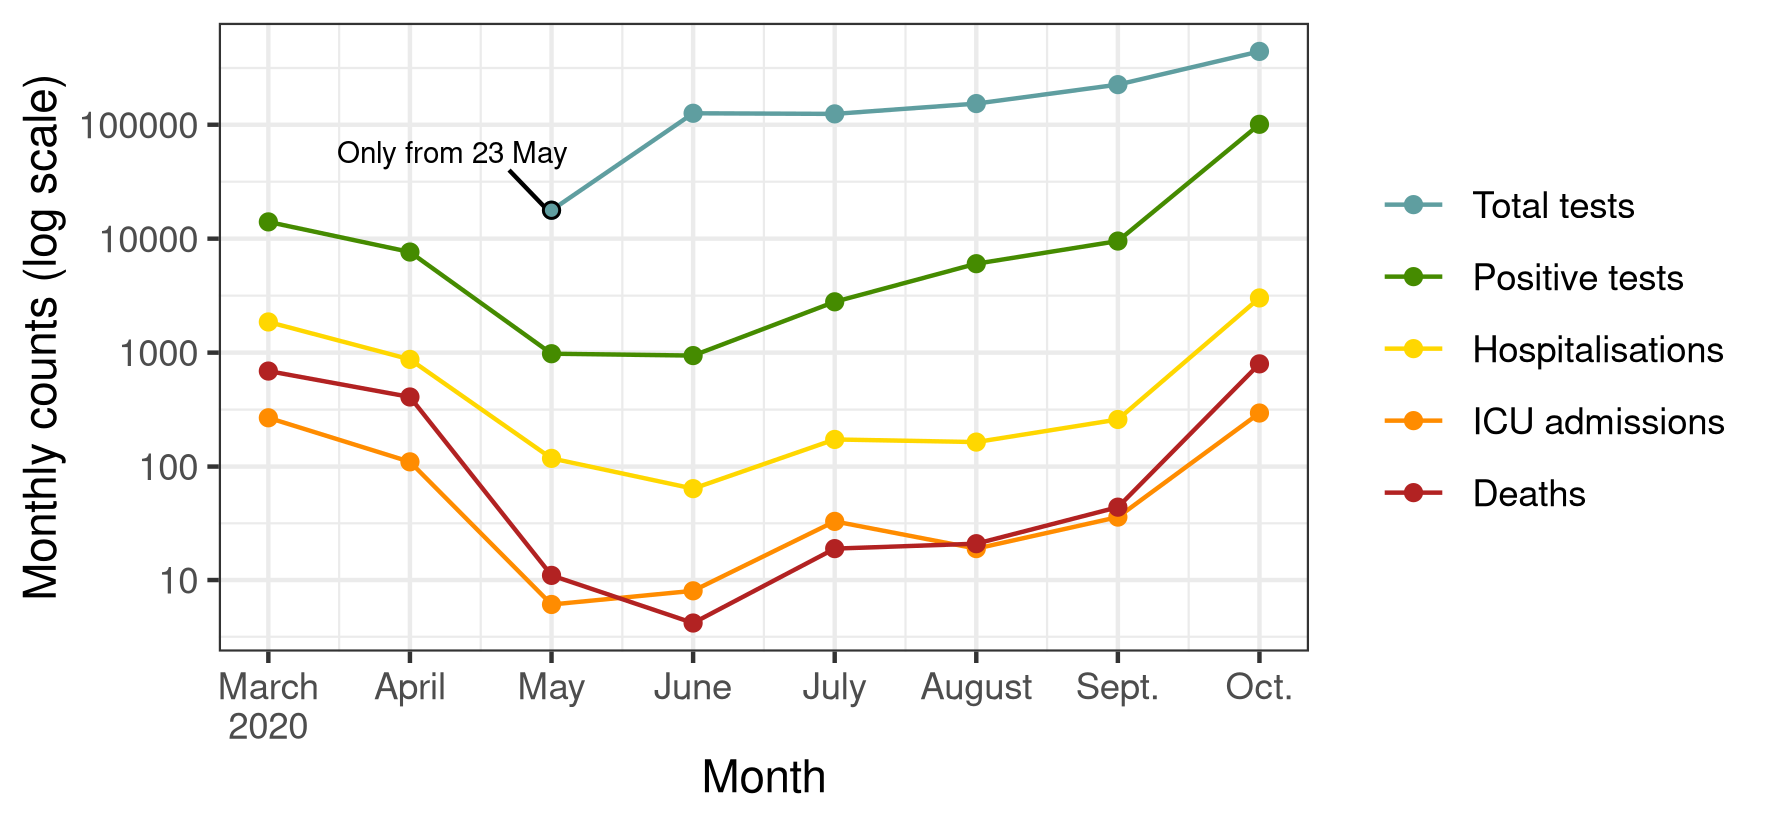 Monthly counts (log scale)
100000
10000
1000
100
10
Only from 23 May
March
2020
April
May
June
July
August
Sept.
Oct.
Month
Total tests
Positive tests
Hospitalisations
ICU admissions
Deaths